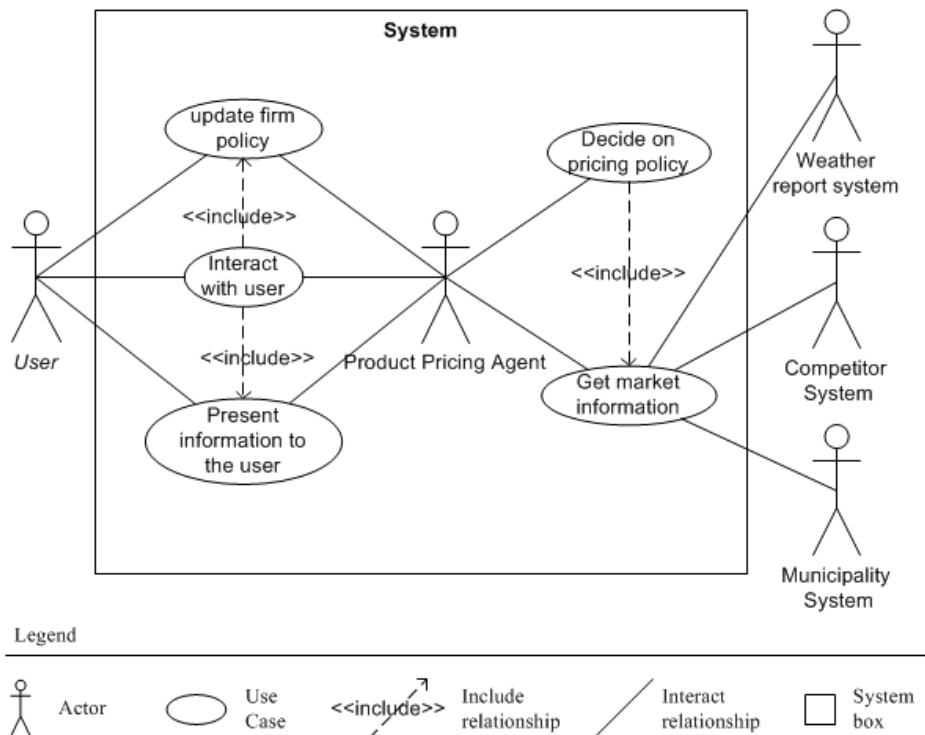 System
update firm
policy
Decide on
pricing policy
Weather
report system
<<include>>
<<include>>
Interact
with user
User
<<include>>
Product Pricing Agent
Competitor
System
Get market
information
Present
information to
the user
Municipality
System
Legend
Actor
Use
Case
<<include>>
Include
relationship
Interact
relationship
System
box